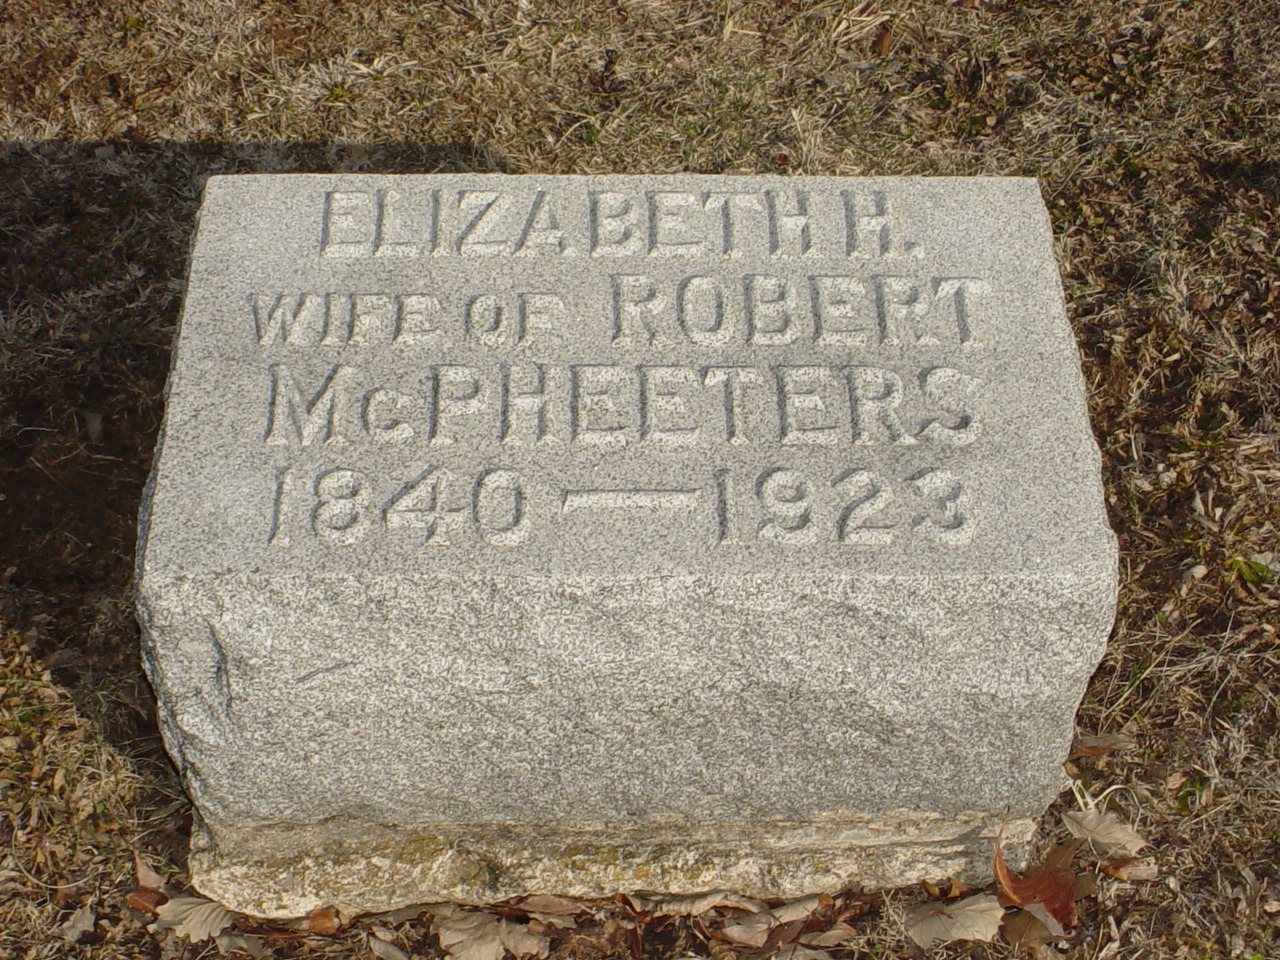 ELIZABETH H.
WIFE OF ROBERT
McPHEETERS
1840 — 1923